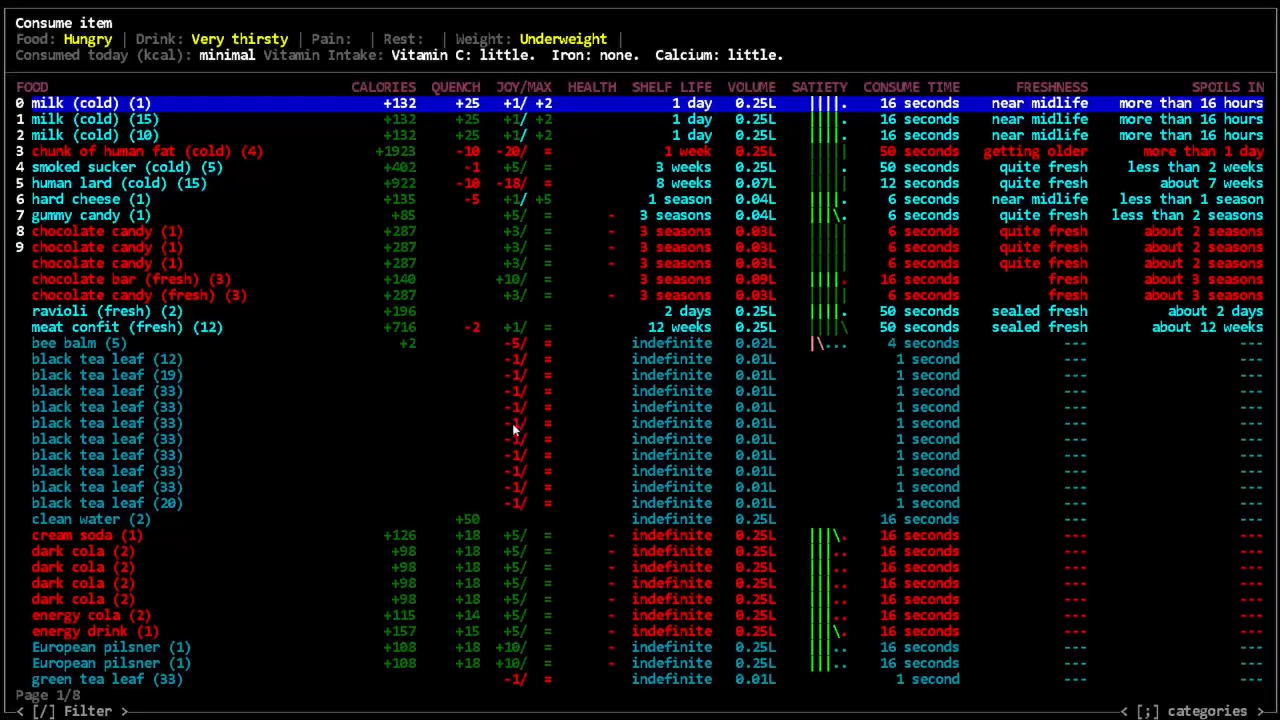 Consume item
Food: Hungry | Drink: Very thirsty | Pain: | Rest: | Weight: Underweight |
Consumed today (kcal): minimal Vitamin Intake: Vitamin C: little. Iron: none. Calcium: little.
FOOD CALORIES QUENCH JOY/MAX HEALTH SHELF LIFE VOLUME SATIETY CONSUME TIME FRESHNESS SPOILS IN
0 milk (cold) (1) +132 +25 +1/ +2 1 day 0.25L ||||. 16 seconds near midlife more than 16 hours
1 milk (cold) (15) +132 +25 +1/ +2 1 day 0.25L ||||. 16 seconds near midlife more than 16 hours
2 milk (cold) (10) +132 +25 +1/ +2 1 day 0.25L ||||. 16 seconds near midlife more than 16 hours
3 chunk of human fat (cold) (4) +1923 -10 -20/ = 1 week 0.25L ||||| 50 seconds getting older more than 1 day
4 smoked sucker (cold) (5) +402 -1 +5/ = 3 weeks 0.25L ||||| 50 seconds quite fresh less than 2 weeks
5 human lard (cold) (15) +922 -10 -18/ = 8 weeks 0.07L ||||| 12 seconds quite fresh about 7 weeks
6 hard cheese (1) +135 -5 +1/ +5 1 season 0.04L ||||. 6 seconds near midlife less than 1 season
7 gummy candy (1) +85 +5/ = - 3 seasons 0.04L |||\. 6 seconds quite fresh less than 2 seasons
8 chocolate candy (1) +287 +3/ = - 3 seasons 0.03L ||||| 6 seconds quite fresh about 2 seasons
9 chocolate candy (1) +287 +3/ = - 3 seasons 0.03L ||||| 6 seconds quite fresh about 2 seasons
chocolate candy (1) +287 +3/ = - 3 seasons 0.03L ||||| 6 seconds quite fresh about 2 seasons
chocolate bar (fresh) (3) +140 +10/ = - 3 seasons 0.09L ||||. 16 seconds fresh about 3 seasons
chocolate candy (fresh) (3) +287 +3/ = - 3 seasons 0.03L ||||| 6 seconds fresh about 3 seasons
ravioli (fresh) (2) +196 2 days 0.25L ||||. 50 seconds sealed fresh about 2 days
meat confit (fresh) (12) +716 -2 +1/ = 12 weeks 0.25L ||||\ 50 seconds sealed fresh about 12 weeks
bee balm (5) +2 -5/ = indefinite 0.02L |\... 4 seconds ---  ---
black tea leaf (12) -1/ = indefinite 0.01L 1 second --- ---
black tea leaf (19) -1/ = indefinite 0.01L 1 second --- ---
black tea leaf (33) -1/ = indefinite 0.01L 1 second --- ---
black tea leaf (33) -1/ = indefinite 0.01L 1 second --- ---
black tea leaf (33) -1/ = indefinite 0.01L 1 second --- ---
black tea leaf (33) -1/ = indefinite 0.01L 1 second --- ---
black tea leaf (33) -1/ = indefinite 0.01L 1 second --- ---
black tea leaf (33) -1/ = indefinite 0.01L 1 second --- ---
black tea leaf (33) -1/ = indefinite 0.01L 1 second --- ---
black tea leaf (20) -1/ = indefinite 0.01L 1 second --- ---
clean water (2) +50 indefinite 0.25L 16 seconds --- ---
cream soda (1) +126 +18 +5/ = - indefinite 0.25L |||\. 16 seconds --- ---
dark cola (2) +98 +18 +5/ = - indefinite 0.25L |||.. 16 seconds --- ---
dark cola (2) +98 +18 +5/ = - indefinite 0.25L |||.. 16 seconds --- ---
dark cola (2) +98 +18 +5/ = - indefinite 0.25L |||.. 16 seconds --- ---
dark cola (2) +98 +18 +5/ = - indefinite 0.25L |||.. 16 seconds --- ---
energy cola (2) +115 +14 +5/ = - indefinite 0.25L |||.. 16 seconds --- ---
energy drink (1) +157 +15 +5/ = - indefinite 0.25L |||\. 16 seconds --- ---
European pilsner (1) +108 +18 +10/ = indefinite 0.25L |||.. 16 seconds --- ---
European pilsner (1) +108 +18 +10/ = indefinite 0.25L |||.. 16 seconds --- ---
green tea leaf (33) -1/ = indefinite 0.01L 1 second --- ---
Page 1/8
< [/] Filter > < [;] categories >